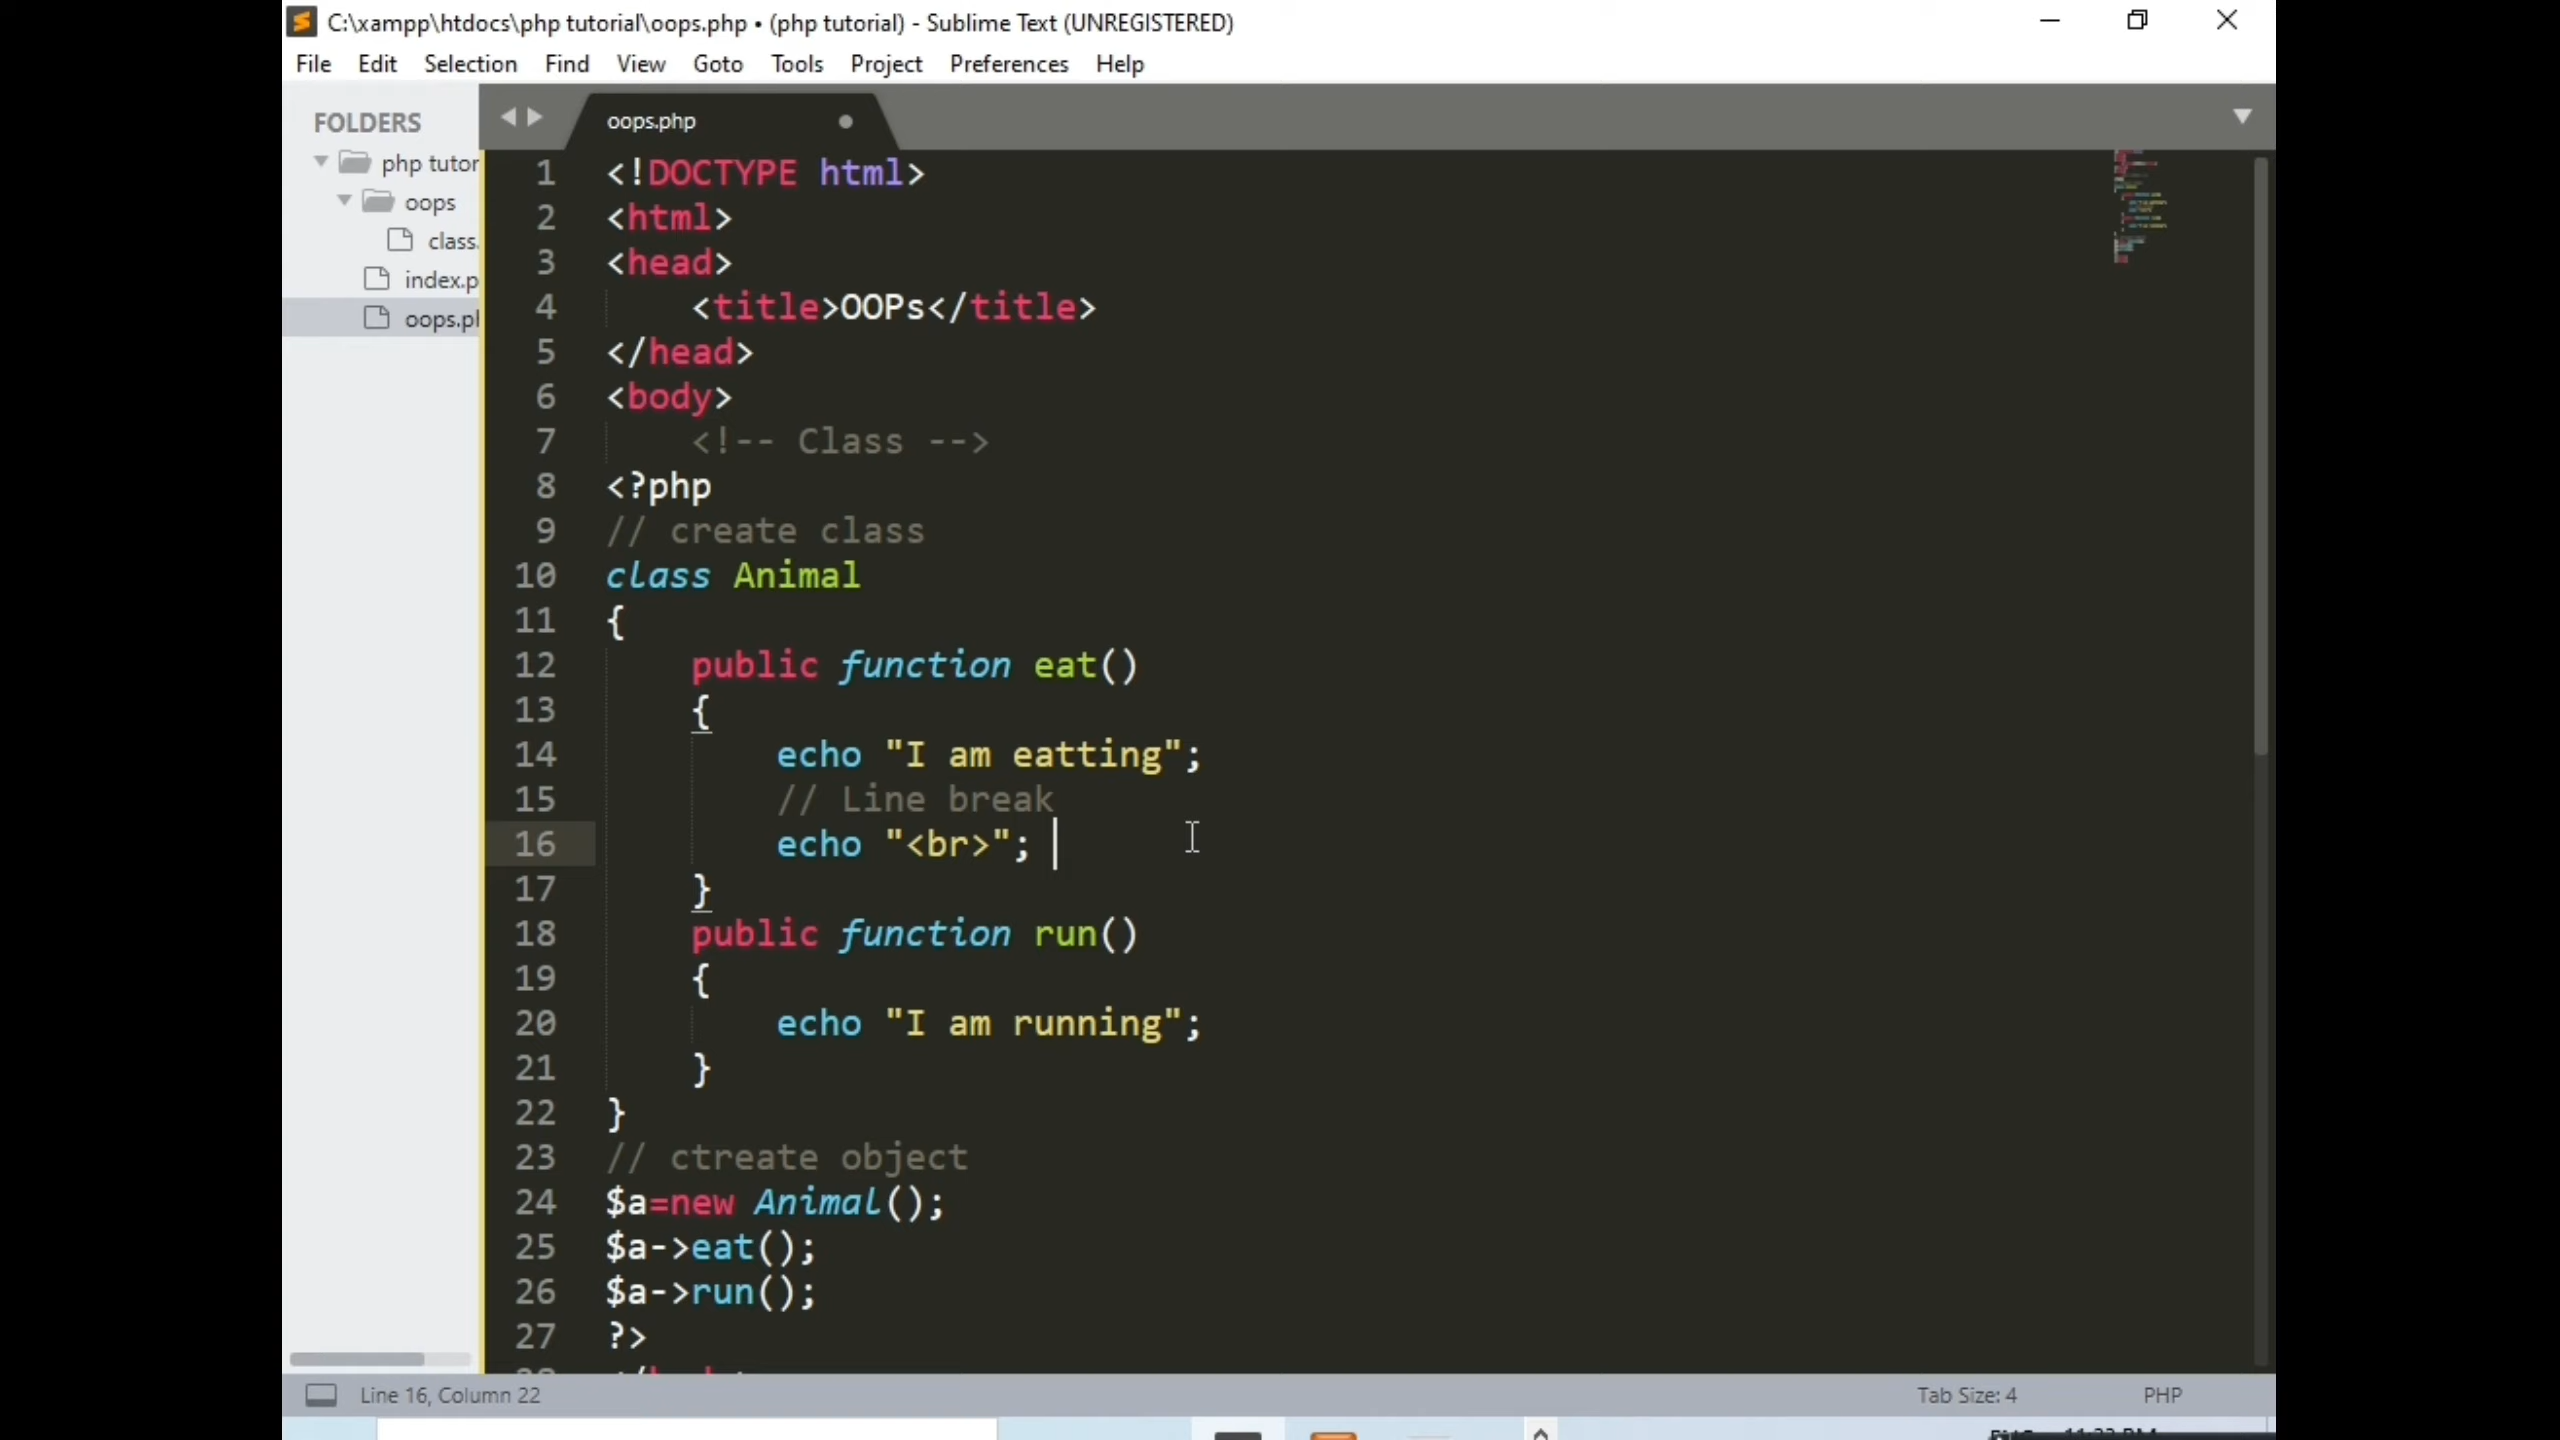 C:\xampp\htdocs\php tutorial\oops.php • (php tutorial) - Sublime Text (UNREGISTERED)
File Edit Selection Find View Goto Tools Project Preferences Help
FOLDERS
php tutor
oops
class.
index.p
oops.pl
oops.php
1 <!DOCTYPE html>
2 <html>
3 <head>
4 <title>OOPs</title>
5 </head>
6 <body>
7 <!-- Class -->
8 <?php
9 // create class
10 class Animal
11 {
12 public function eat()
13 {
14 echo "I am eatting";
15 // Line break
16 echo "<br>";
17 }
18 public function run()
19 {
20 echo "I am running";
21 }
22 }
23 // ctreate object
24 $a=new Animal();
25 $a->eat();
26 $a->run();
27 ?>
Line 16, Column 22
Tab Size: 4
PHP